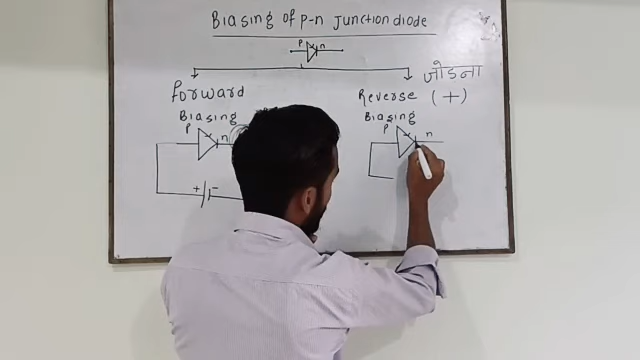 Biasing of P-n Junction diode
P n
जोडना
Forward Reverse (+)
Biasing Biasing
P n P n
+ -